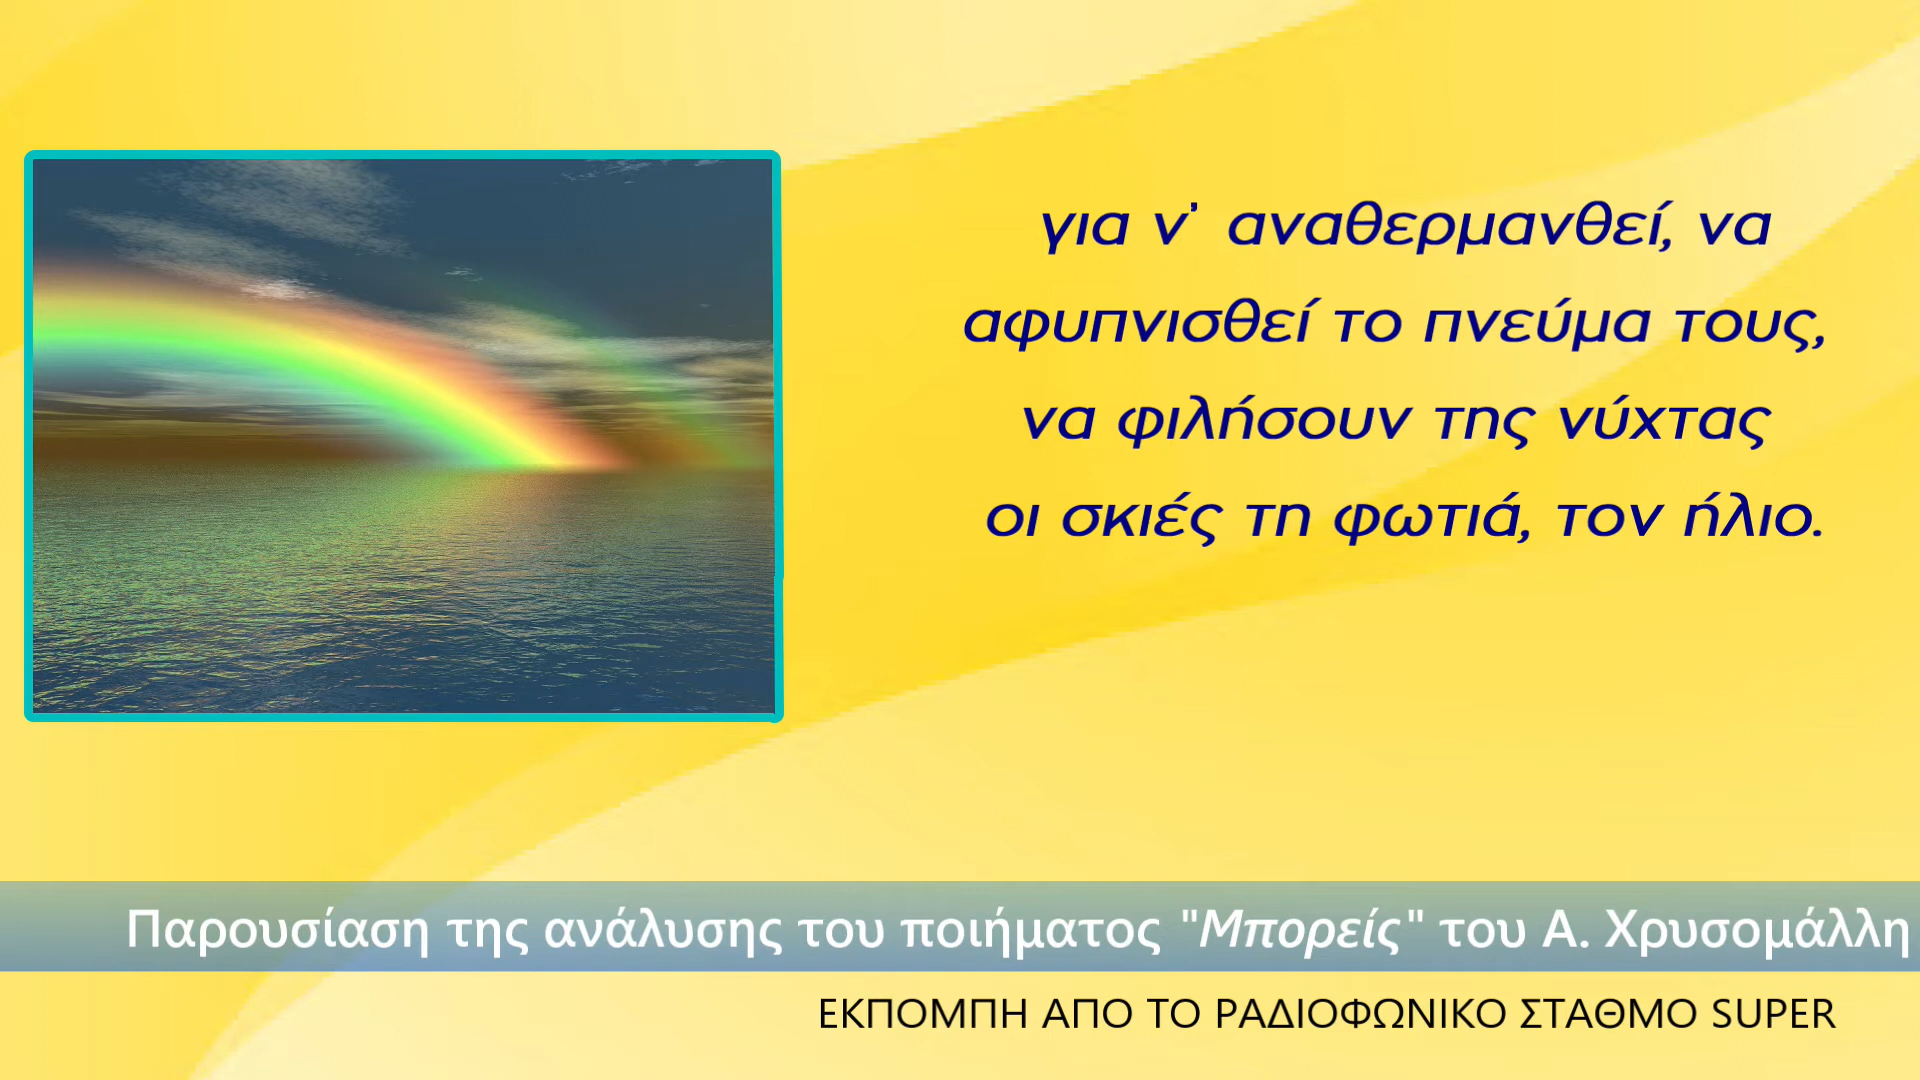 για ν' αναθερμανθεί, να
αφυπνισθεί το πνεύμα τους,
να φιλήσουν της νύχτας
οι σκιές τη φωτιά, τον ήλιο.
Παρουσίαση της ανάλυσης του ποιήματος "Μπορείς" του Α. Χρυσομάλλη
ΕΚΠΟΜΠΗ ΑΠΟ ΤΟ ΡΑΔΙΟΦΩΝΙΚΟ ΣΤΑΘΜΟ SUPER